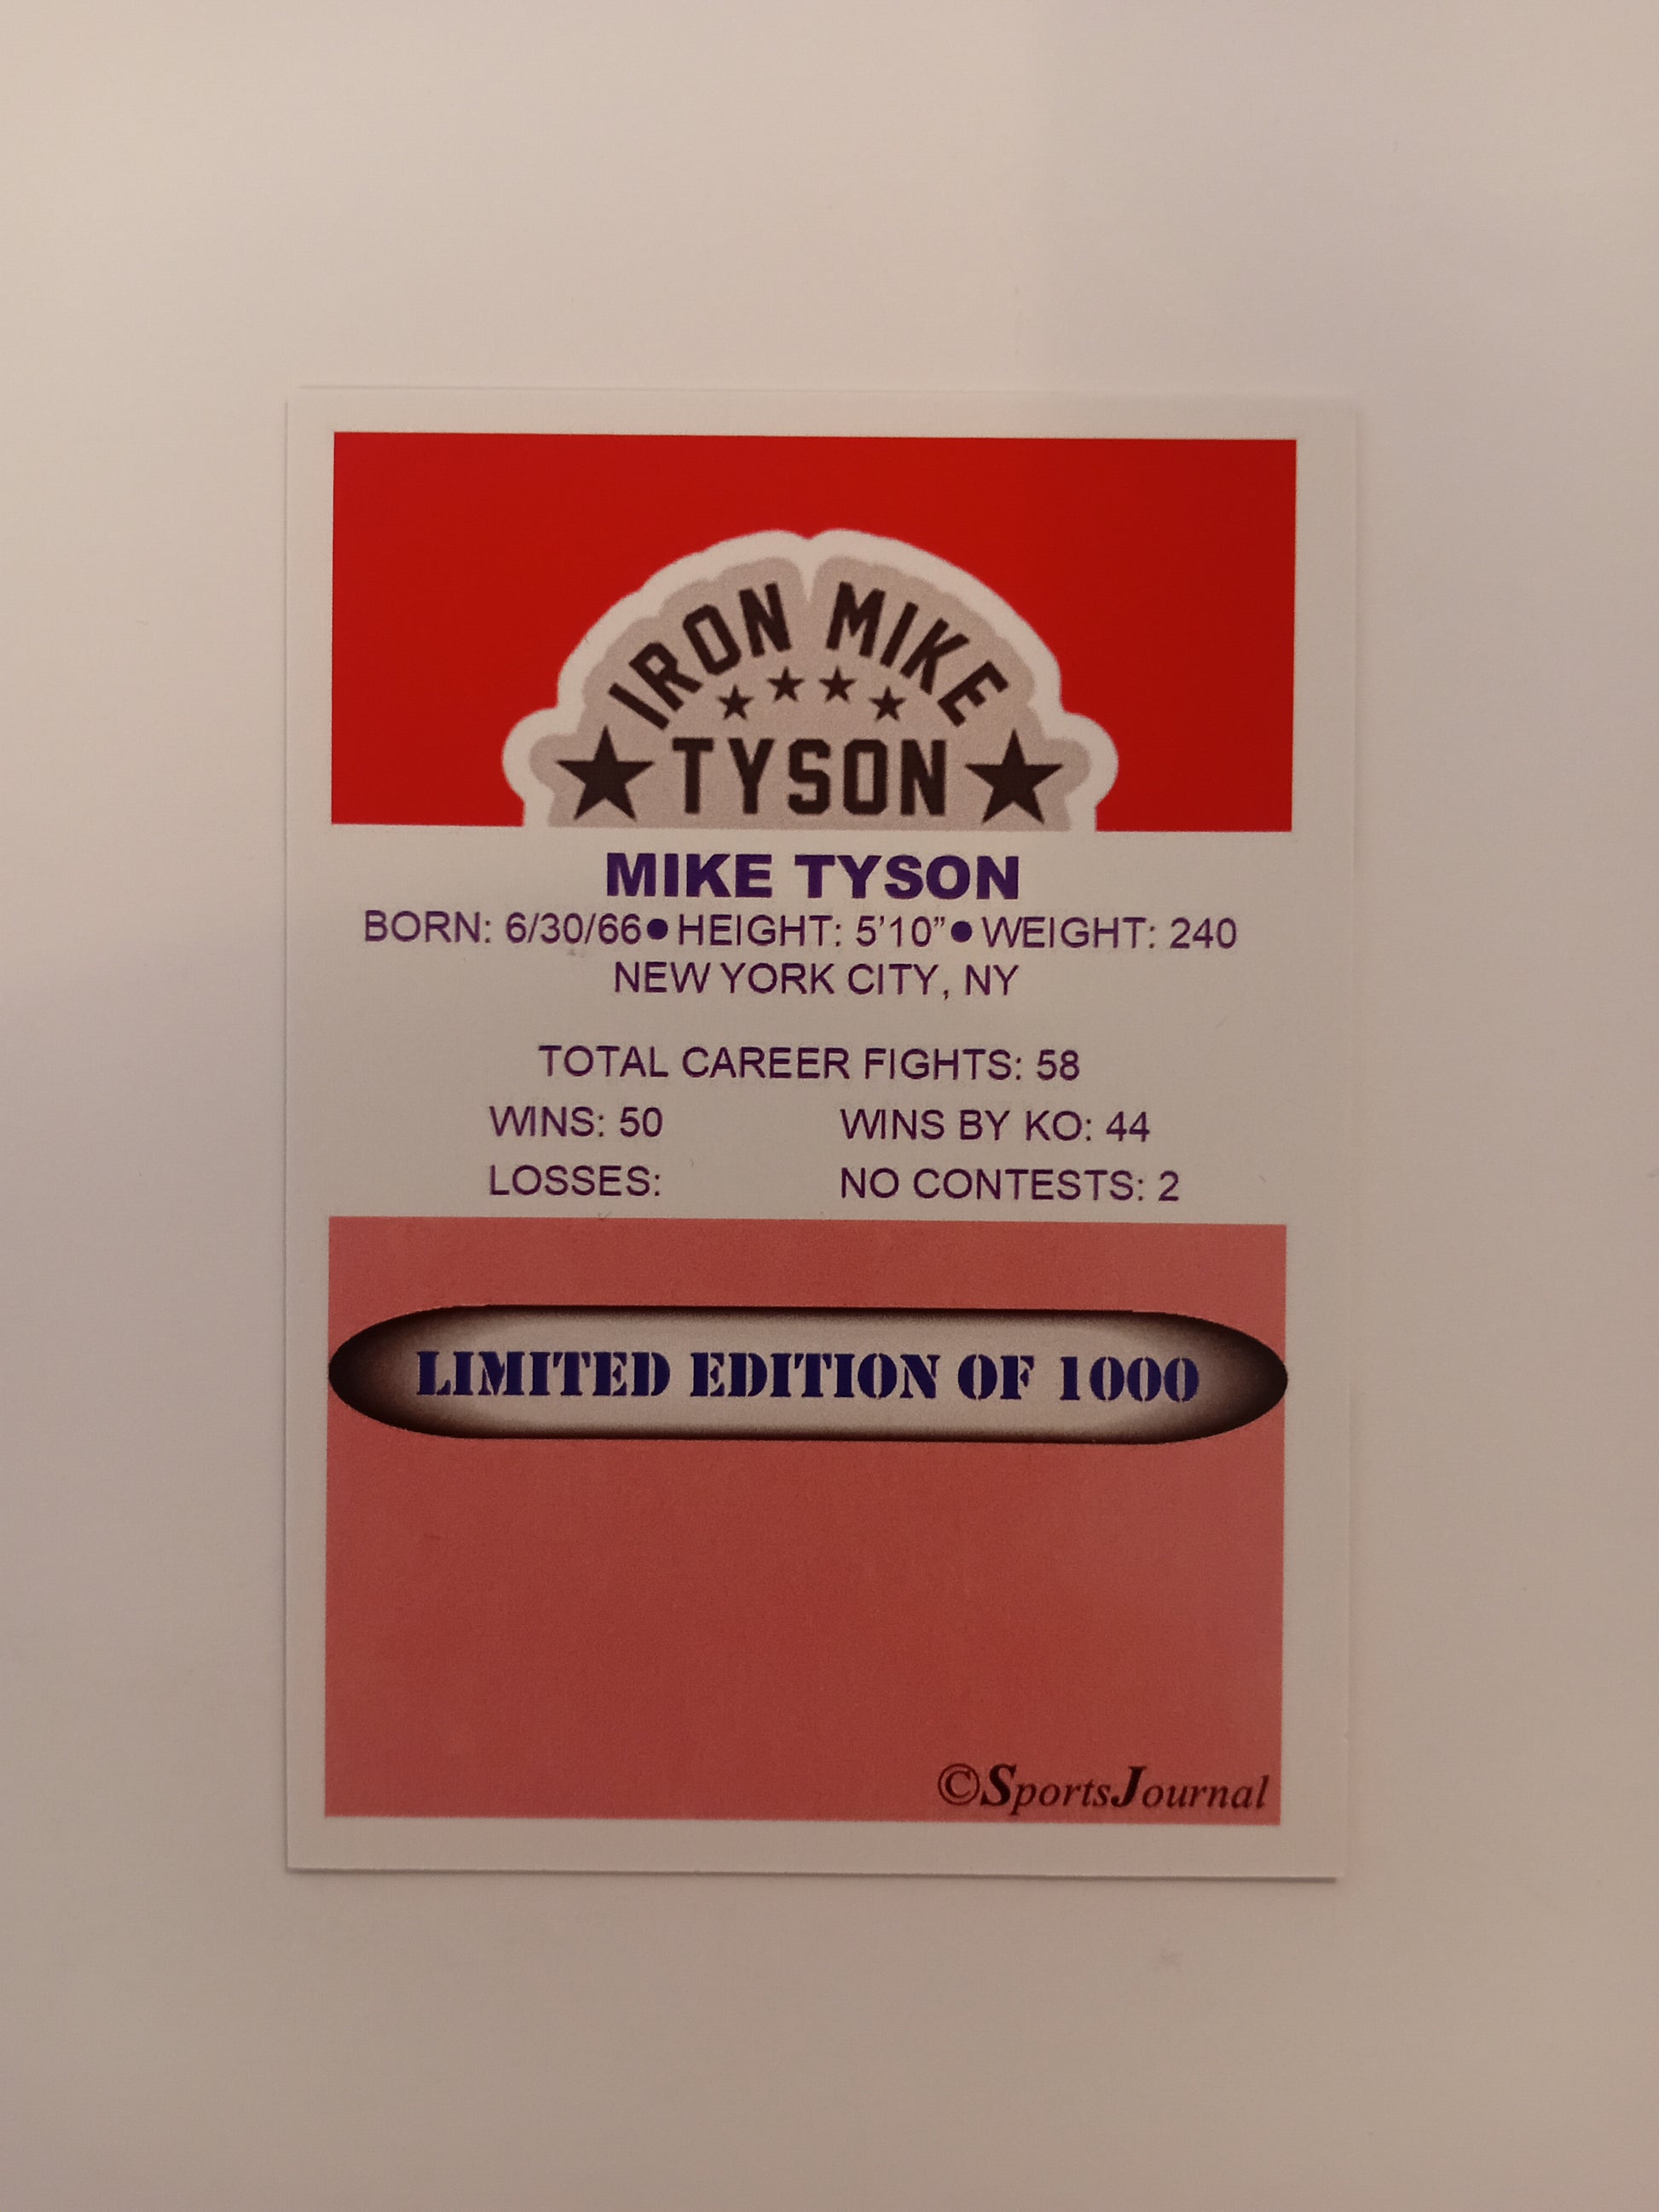 IRON MIKE
TYSON
MIKE TYSON
BORN: 6/30/66●HEIGHT: 5'10”●WEIGHT: 240
NEW YORK CITY, NY
TOTAL CAREER FIGHTS: 58
WINS: 50 WINS BY KO: 44
LOSSES: NO CONTESTS: 2
LIMITED EDITION OF 1000
©SportsJournal